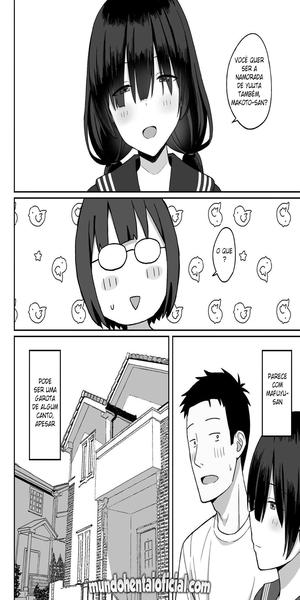 VOCÊ QUER
SER A
NAMORADA
DE YUUTA
TAMBÉM,
MAKOTO-SAN?
O QUE
?
PARECE
COM
MAFUYU-
SAN
PODE
SER UMA
GAROTA
DE ALGUM
CANTO,
APESAR
mundohentaioficial.com